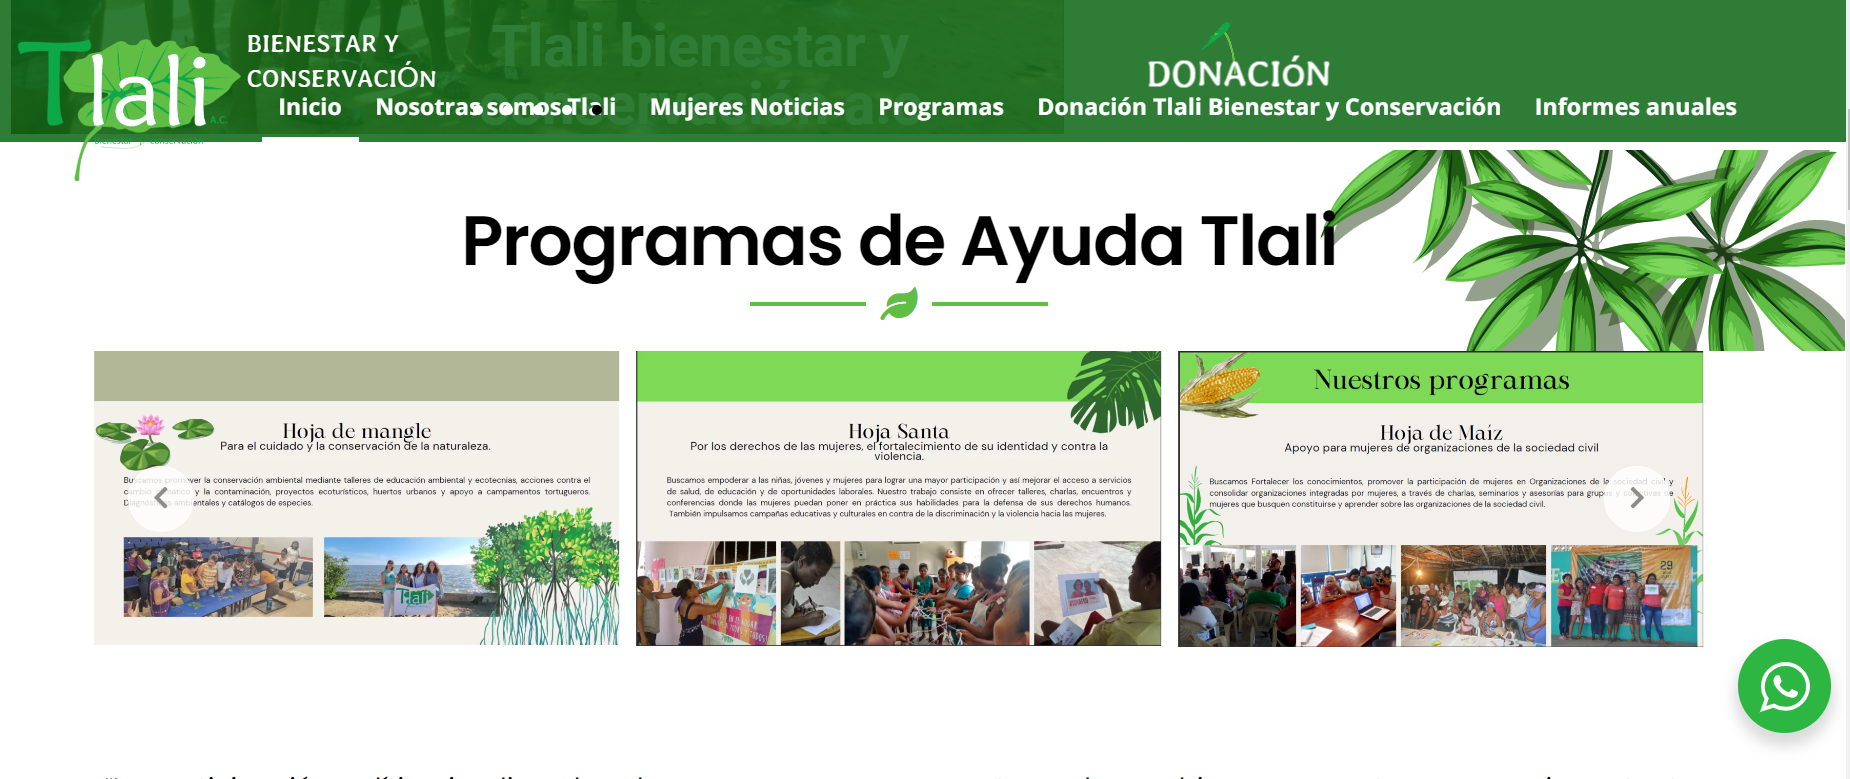 Tlali
A.C.
BIENESTAR Y
CONSERVACIÓN
Tlali bienestar y
DONACIÓN
Inicio Nosotras somos Tlali Mujeres Noticias Programas Donación Tlali Bienestar y Conservación Informes anuales
Programas de Ayuda Tlali
Hoja de mangle
Para el cuidado y la conservación de la naturaleza.
Buscamos promover la conservación ambiental mediante talleres de educación ambiental y ecotecnias, acciones contra el
cambio climático y la contaminación, proyectos ecoturísticos, huertos urbanos y apoyo a campamentos tortugeros.
Diagnósticos ambientales y catálogos de especies.
Tlali
Hoja Santa
Por los derechos de las mujeres, el fortalecimiento de su identidad y contra la
violencia.
Buscamos empoderar a las niñas, jóvenes y mujeres para lograr una mayor participación y así mejorar el acceso a servicios
de salud, de educación y de oportunidades laborales. Nuestro trabajo consiste en ofrecer talleres, charlas, encuentros y
conferencias donde las mujeres puedan poner en práctica sus habilidades para la defensa de sus derechos humanos.
También impulsamos campañas educativas y culturales en contra de la discriminación y la violencia hacia las mujeres.
Nuestros programas
Hoja de Maíz
Apoyo para mujeres de organizaciones de la sociedad civil
Buscamos Fortalecer los conocimientos, promover la participación de mujeres en Organizaciones de la sociedad civil y
consolidar organizaciones integradas por mujeres, a través de charlas, seminarios y asesorías para grupos y colectivas de
mujeres que busquen constituirse y aprender sobre las organizaciones de la sociedad civil.
29